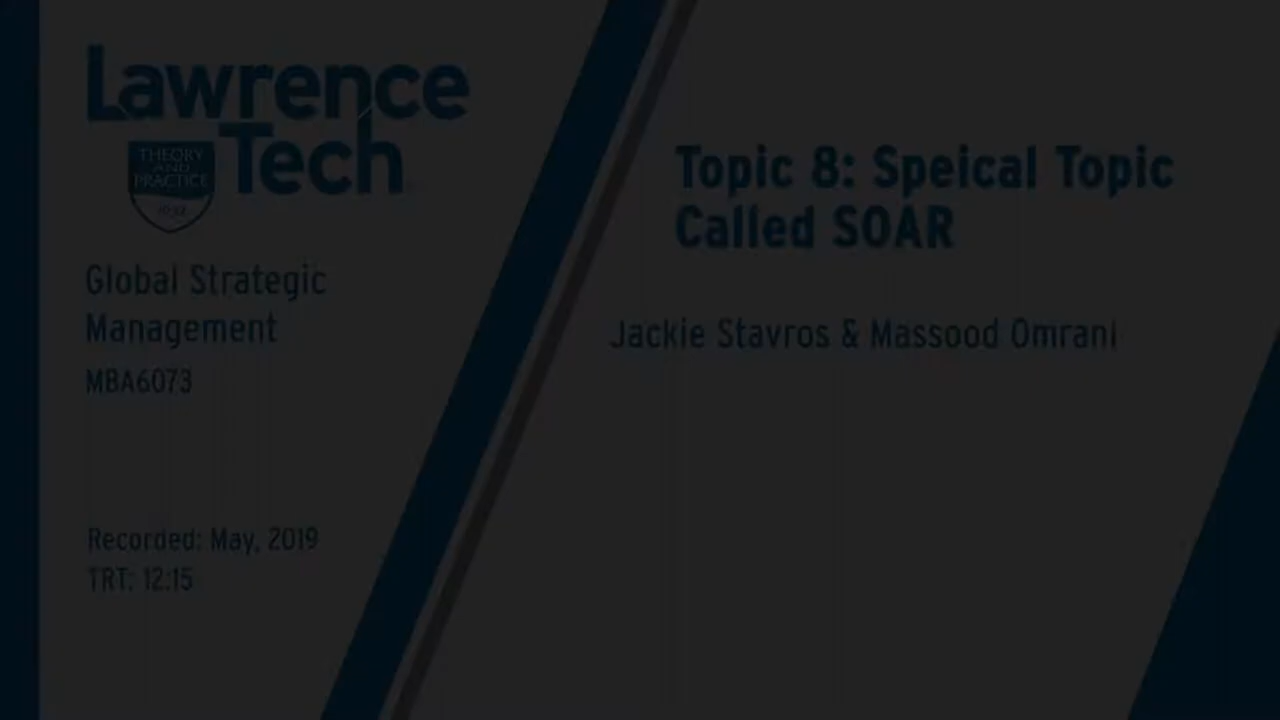 Lawrence
Tech
THEORY
AND
PRACTICE
1932
Global Strategic
Management
MBA6073
Recorded: May, 2019
TRT: 12:15
Topic 8: Speical Topic
Called SOAR
Jackie Stavros & Massood Omrani